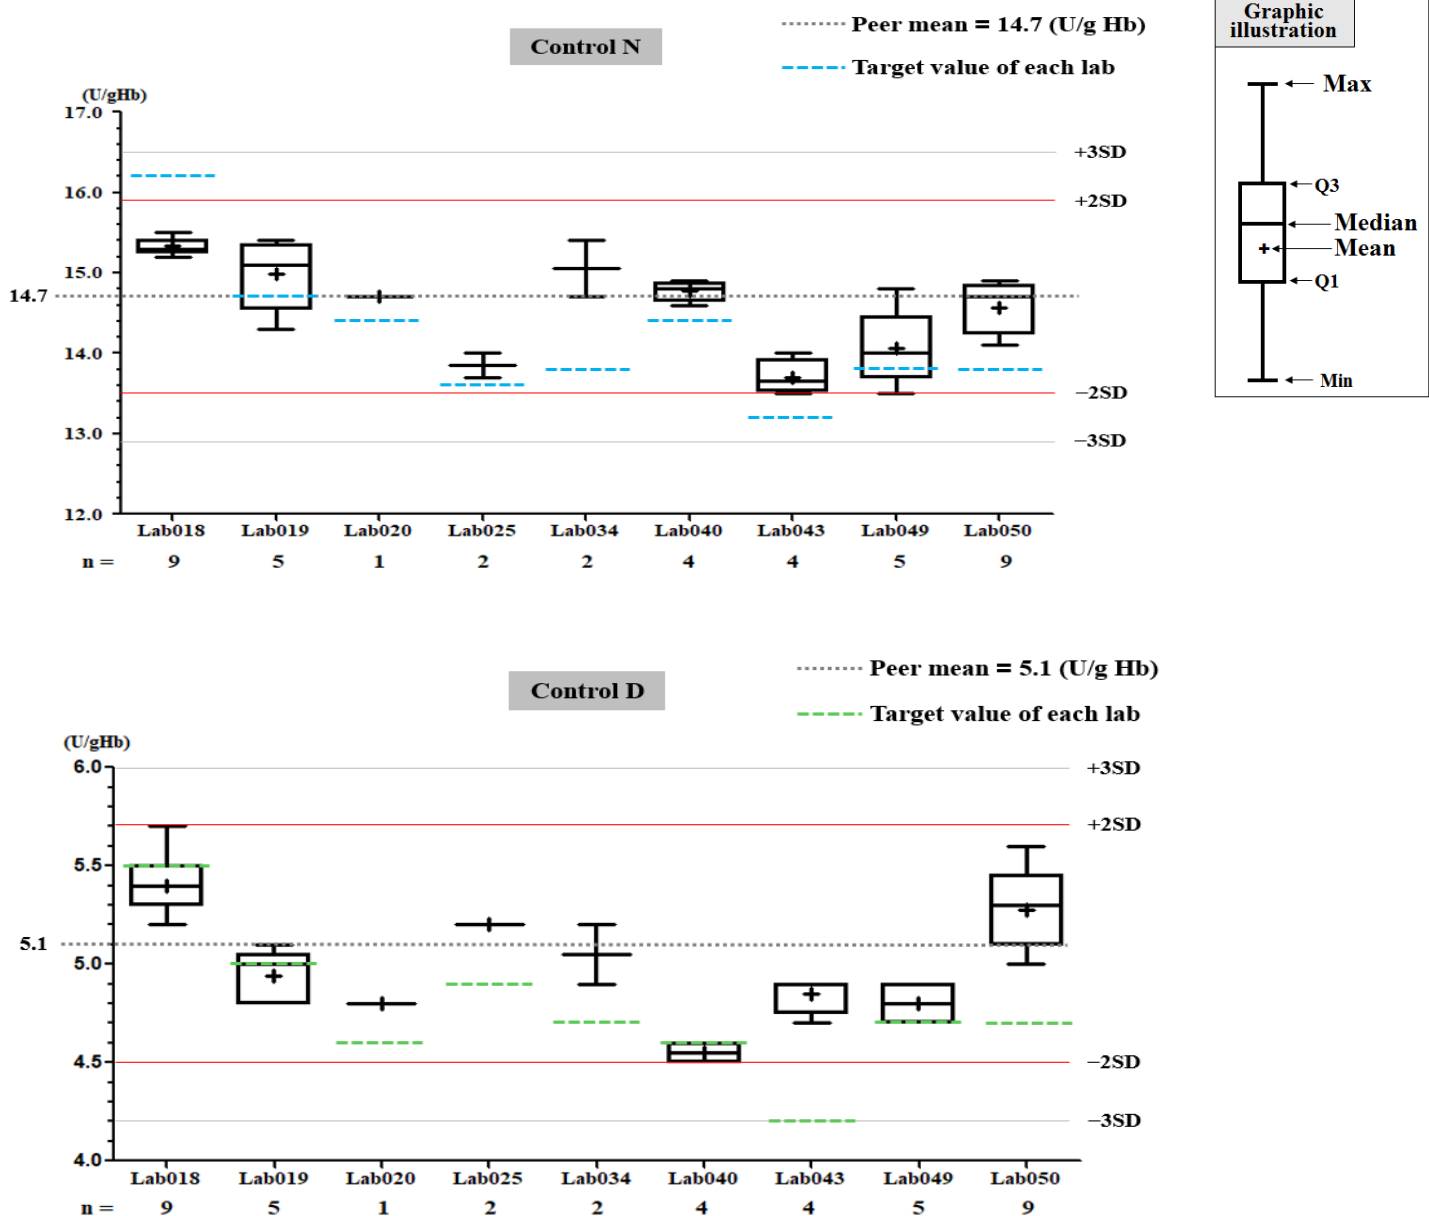 Control N
Peer mean = 14.7 (U/g Hb)
Target value of each lab
Graphic
illustration
Max
Q3
Median
Mean
Q1
Min
(U/gHb)
17.0
+3SD
16.0
+2SD
15.0
14.7
14.0
−2SD
13.0
−3SD
12.0
Lab018 Lab019 Lab020 Lab025 Lab034 Lab040 Lab043 Lab049 Lab050
n = 9 5 1 2 2 4 4 5 9
Control D
Peer mean = 5.1 (U/g Hb)
Target value of each lab
(U/gHb)
6.0
+3SD
+2SD
5.5
5.1
5.0
4.5
−2SD
−3SD
4.0
Lab018 Lab019 Lab020 Lab025 Lab034 Lab040 Lab043 Lab049 Lab050
n = 9 5 1 2 2 4 4 5 9